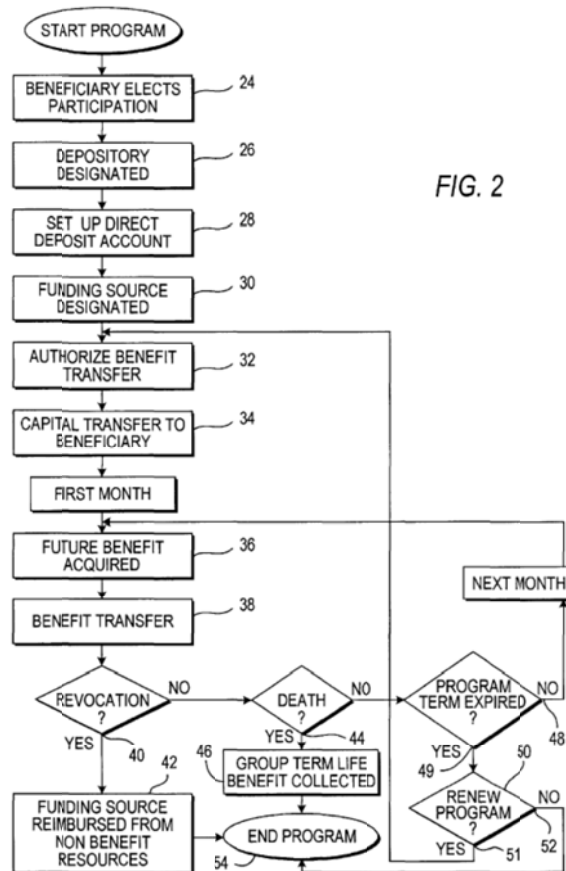 START PROGRAM
BENEFICIARY ELECTS
PARTICIPATION
24
DEPOSITORY
DESIGNATED
26
FIG. 2
SET UP DIRECT
DEPOSIT ACCOUNT
28
FUNDING SOURCE
DESIGNATED
30
AUTHORIZE BENEFIT
TRANSFER
32
CAPITAL TRANSFER TO
BENEFICIARY
34
FIRST MONTH
FUTURE BENEFIT
ACQUIRED
36
NEXT MONTH
BENEFIT TRANSFER
38
REVOCATION
?
NO
YES
40
DEATH
?
NO
YES
44
PROGRAM
TERM EXPIRED
?
NO
48
YES
49
46
GROUP TERM LIFE
BENEFIT COLLECTED
50
RENEW
PROGRAM
?
NO
52
YES
51
42
FUNDING SOURCE
REIMBURSED FROM
NON BENEFIT
RESOURCES
END PROGRAM
54